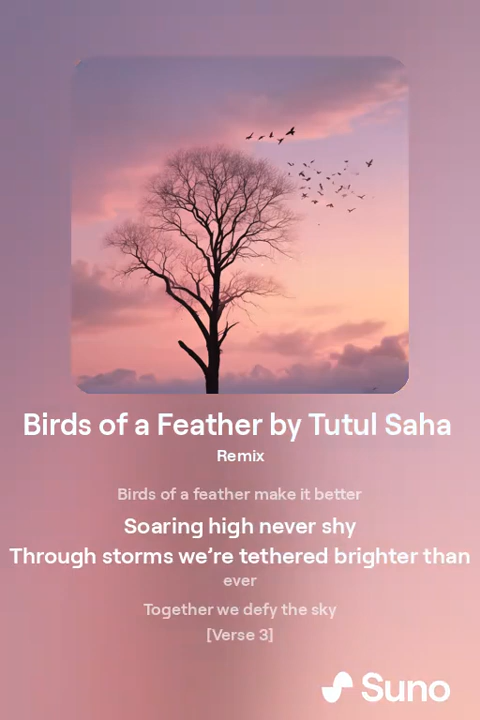 Birds of a Feather by Tutul Saha
Remix
Birds of a feather make it better
Soaring high never shy
Through storms we’re tethered brighter than
ever
Together we defy the sky
[Verse 3]
Suno